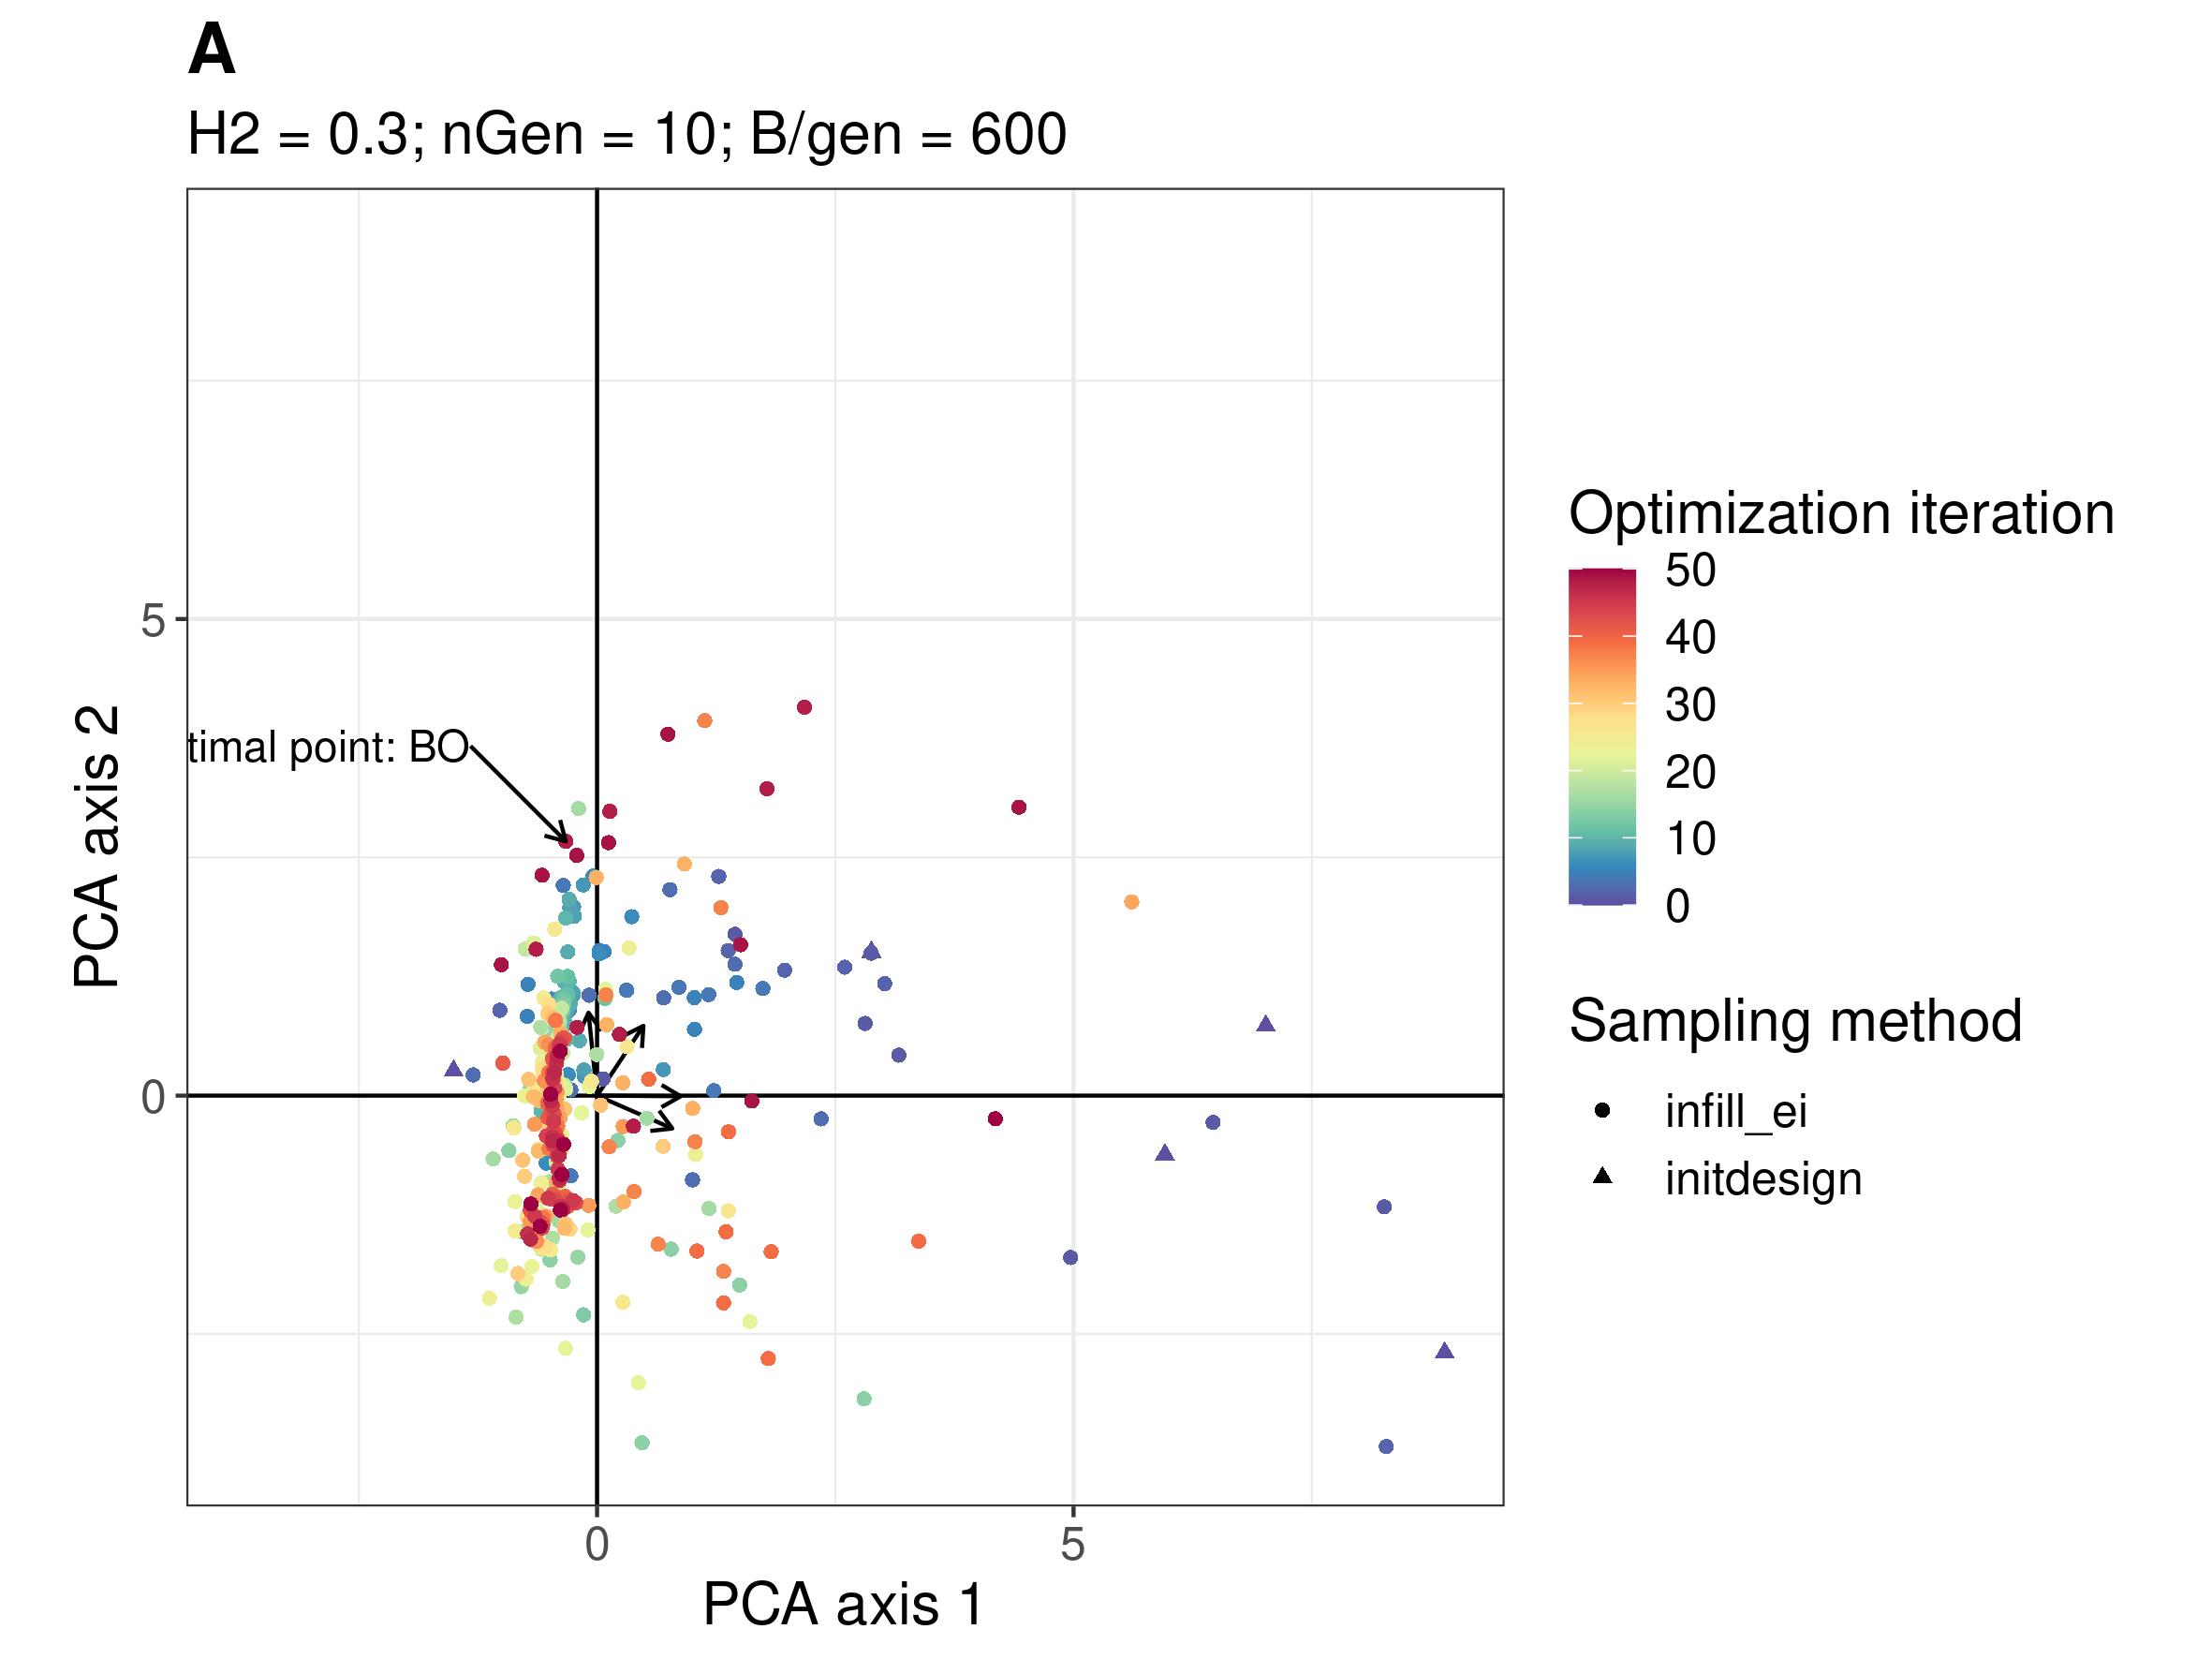 A
H2 = 0.3; nGen = 10; B/gen = 600
timal point: BO
5
0
0
5
PCA axis 1
PCA axis 2
Optimization iteration
50
40
30
20
10
0
Sampling method
infill_ei
initdesign